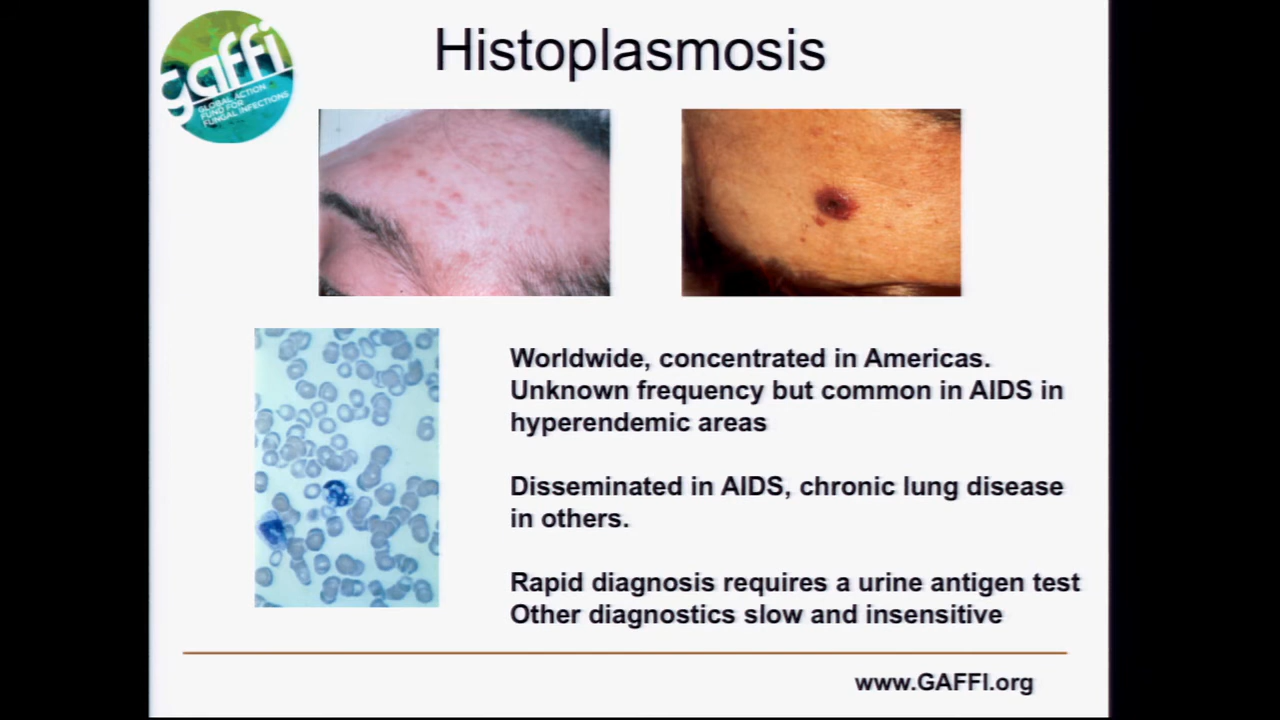 gaffi
GLOBAL ACTION
FUND FOR
FUNGAL INFECTIONS
Histoplasmosis
Worldwide, concentrated in Americas.
Unknown frequency but common in AIDS in
hyperendemic areas
Disseminated in AIDS, chronic lung disease
in others.
Rapid diagnosis requires a urine antigen test
Other diagnostics slow and insensitive
www.GAFFI.org